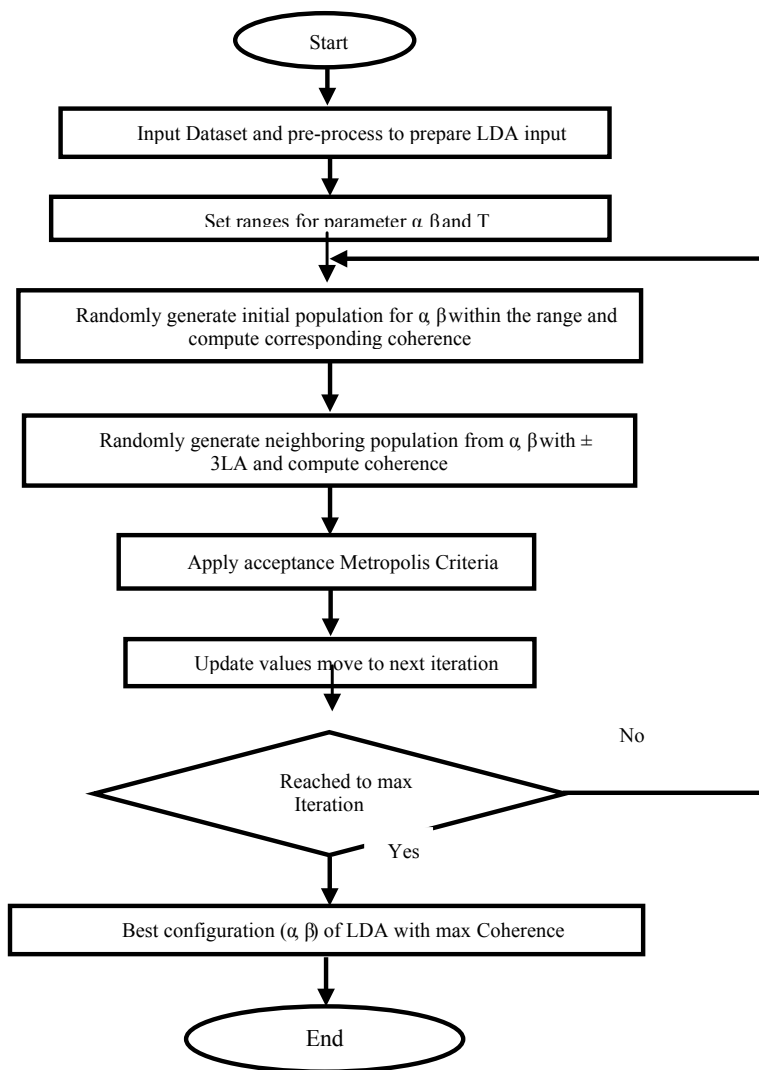 Start
Input Dataset and pre-process to prepare LDA input
Set ranges for parameter α, β and T
Randomly generate initial population for α, β within the range and
compute corresponding coherence
Randomly generate neighboring population from α, β with ±
3LA and compute coherence
Apply acceptance Metropolis Criteria
Update values move to next iteration
No
Reached to max
Iteration
Yes
Best configuration (α, β) of LDA with max Coherence
End